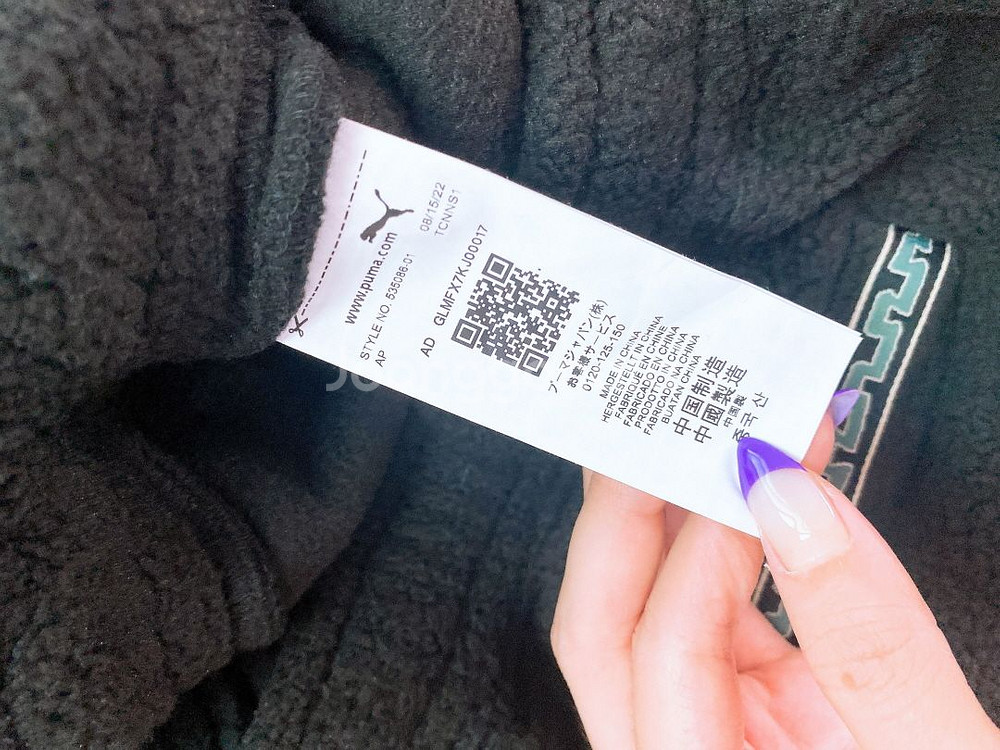 www.puma.com
08/15/22
TCNNS1
STYLE NO. 535086-01
AP
AD GLMFX7KJ00017
プーマジャパン(株)
お客様サービス
0120-125-150
MADE IN CHINA
HERGESTELLT IN CHINA
FABRIQUÉ EN CHINE
FABRICADO EN CHINA
PRODOTTO IN CHINA
FABRICADO NA CHINA
BUATAN CHINA
中国制造
中國製造
中国製
중국산